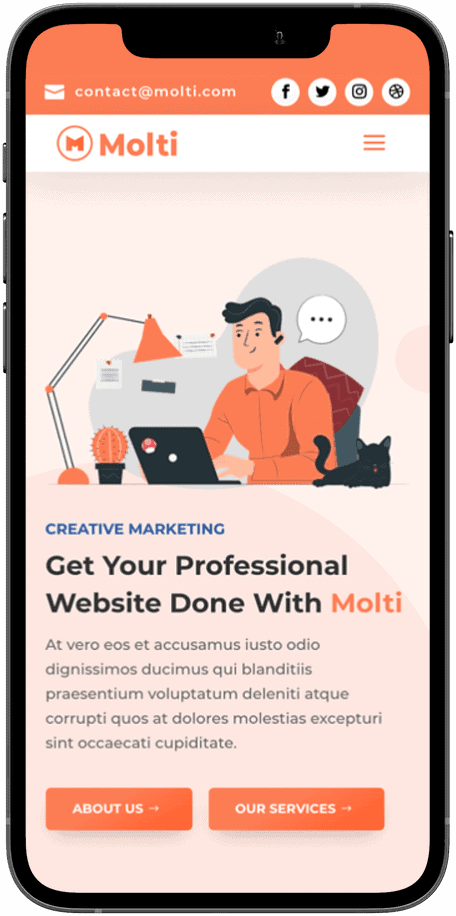 contact@molti.com
Molti
CREATIVE MARKETING
Get Your Professional
Website Done With Molti
At vero eos et accusamus iusto odio
dignissimos ducimus qui blanditiis
praesentium voluptatum deleniti atque
corrupti quos at dolores molestias excepturi
sint occaecati cupiditate.
ABOUT US → OUR SERVICES →